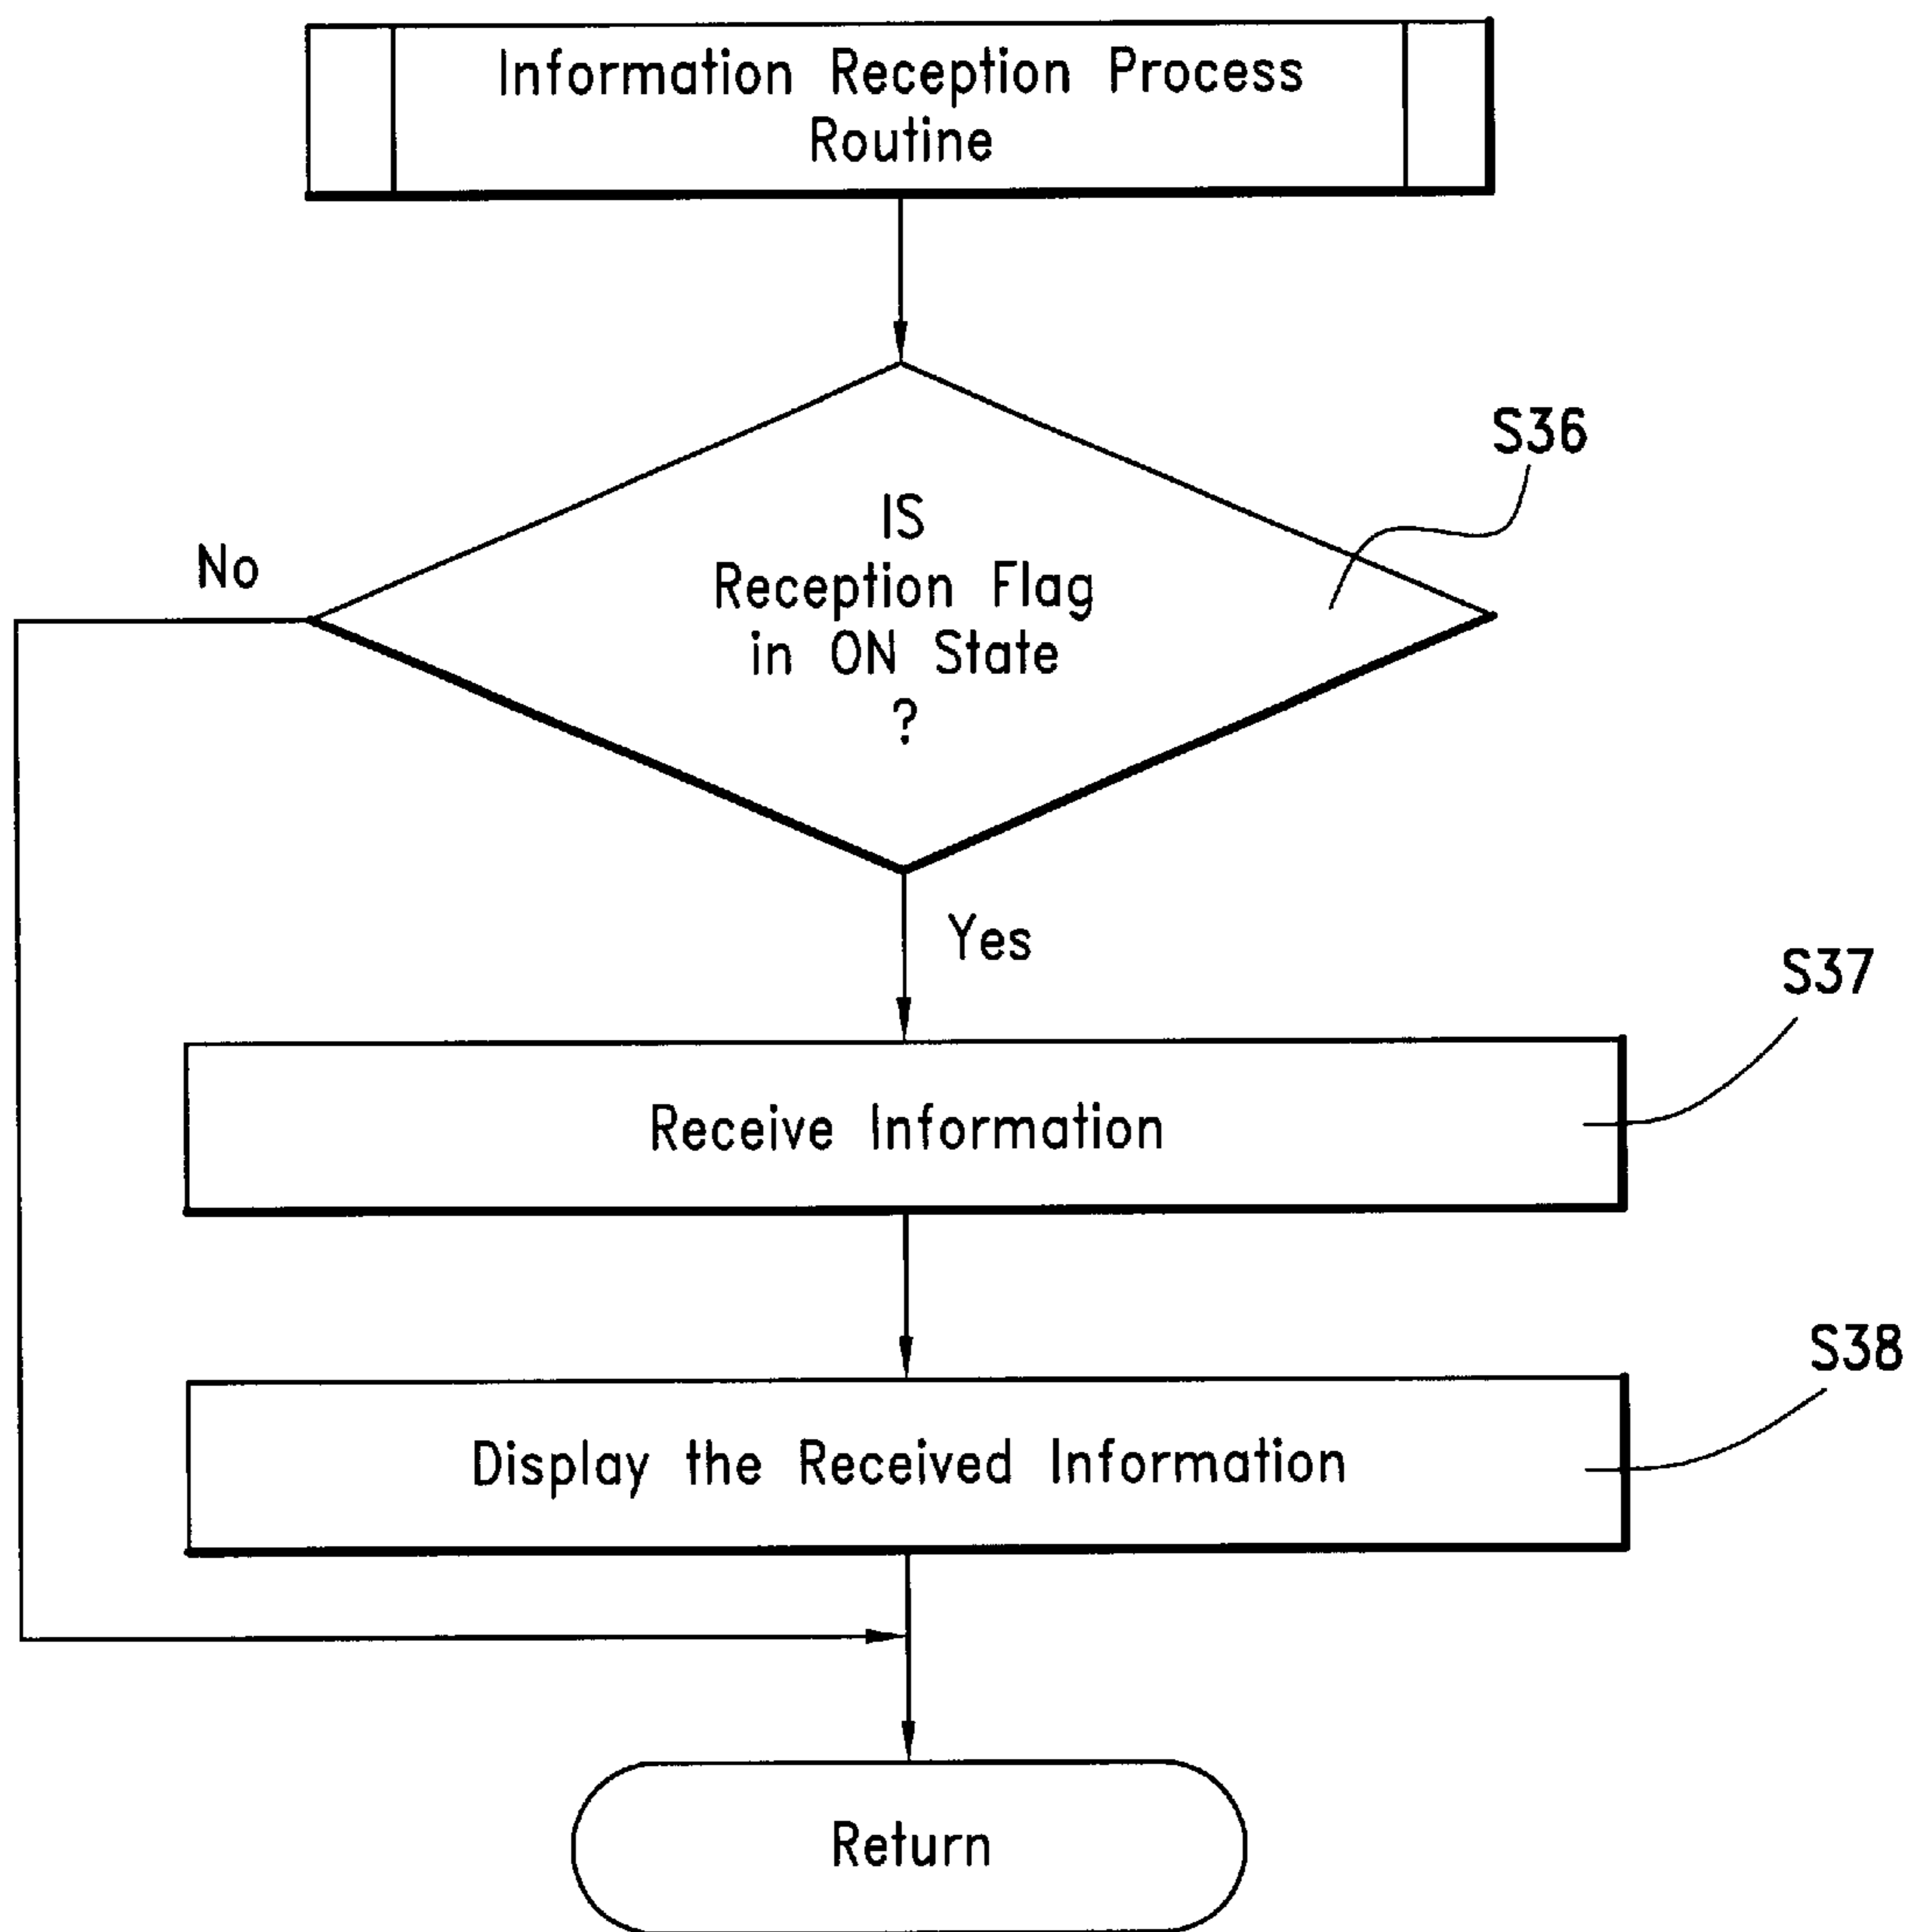 Information Reception Process
Routine
S36
IS
Reception Flag
in ON State
?
No
Yes
S37
Receive Information
S38
Display the Received Information
Return